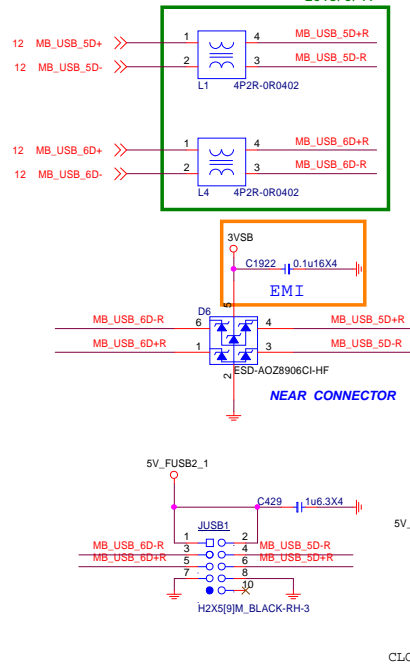 12 MB_USB_5D+ 1 4 MB_USB_5D+R
12 MB_USB_5D- 2 3 MB_USB_5D-R
L1 4P2R-0R0402
12 MB_USB_6D+ 1 4 MB_USB_6D+R
12 MB_USB_6D- 2 3 MB_USB_6D-R
L4 4P2R-0R0402
3VSB
C1922 0.1u16X4
EMI
D6 5
MB_USB_6D-R 6 4 MB_USB_5D+R
MB_USB_6D+R 1 3 MB_USB_5D-R
2 ESD-AOZ8906CI-HF
NEAR CONNECTOR
5V_FUSB2_1
C429 1u6.3X4
5V_
JUSB1
1 2
MB_USB_6D-R 3 4 MB_USB_5D-R
MB_USB_6D+R 5 6 MB_USB_5D+R
7 8
10
H2X5[9]M_BLACK-RH-3
CLO